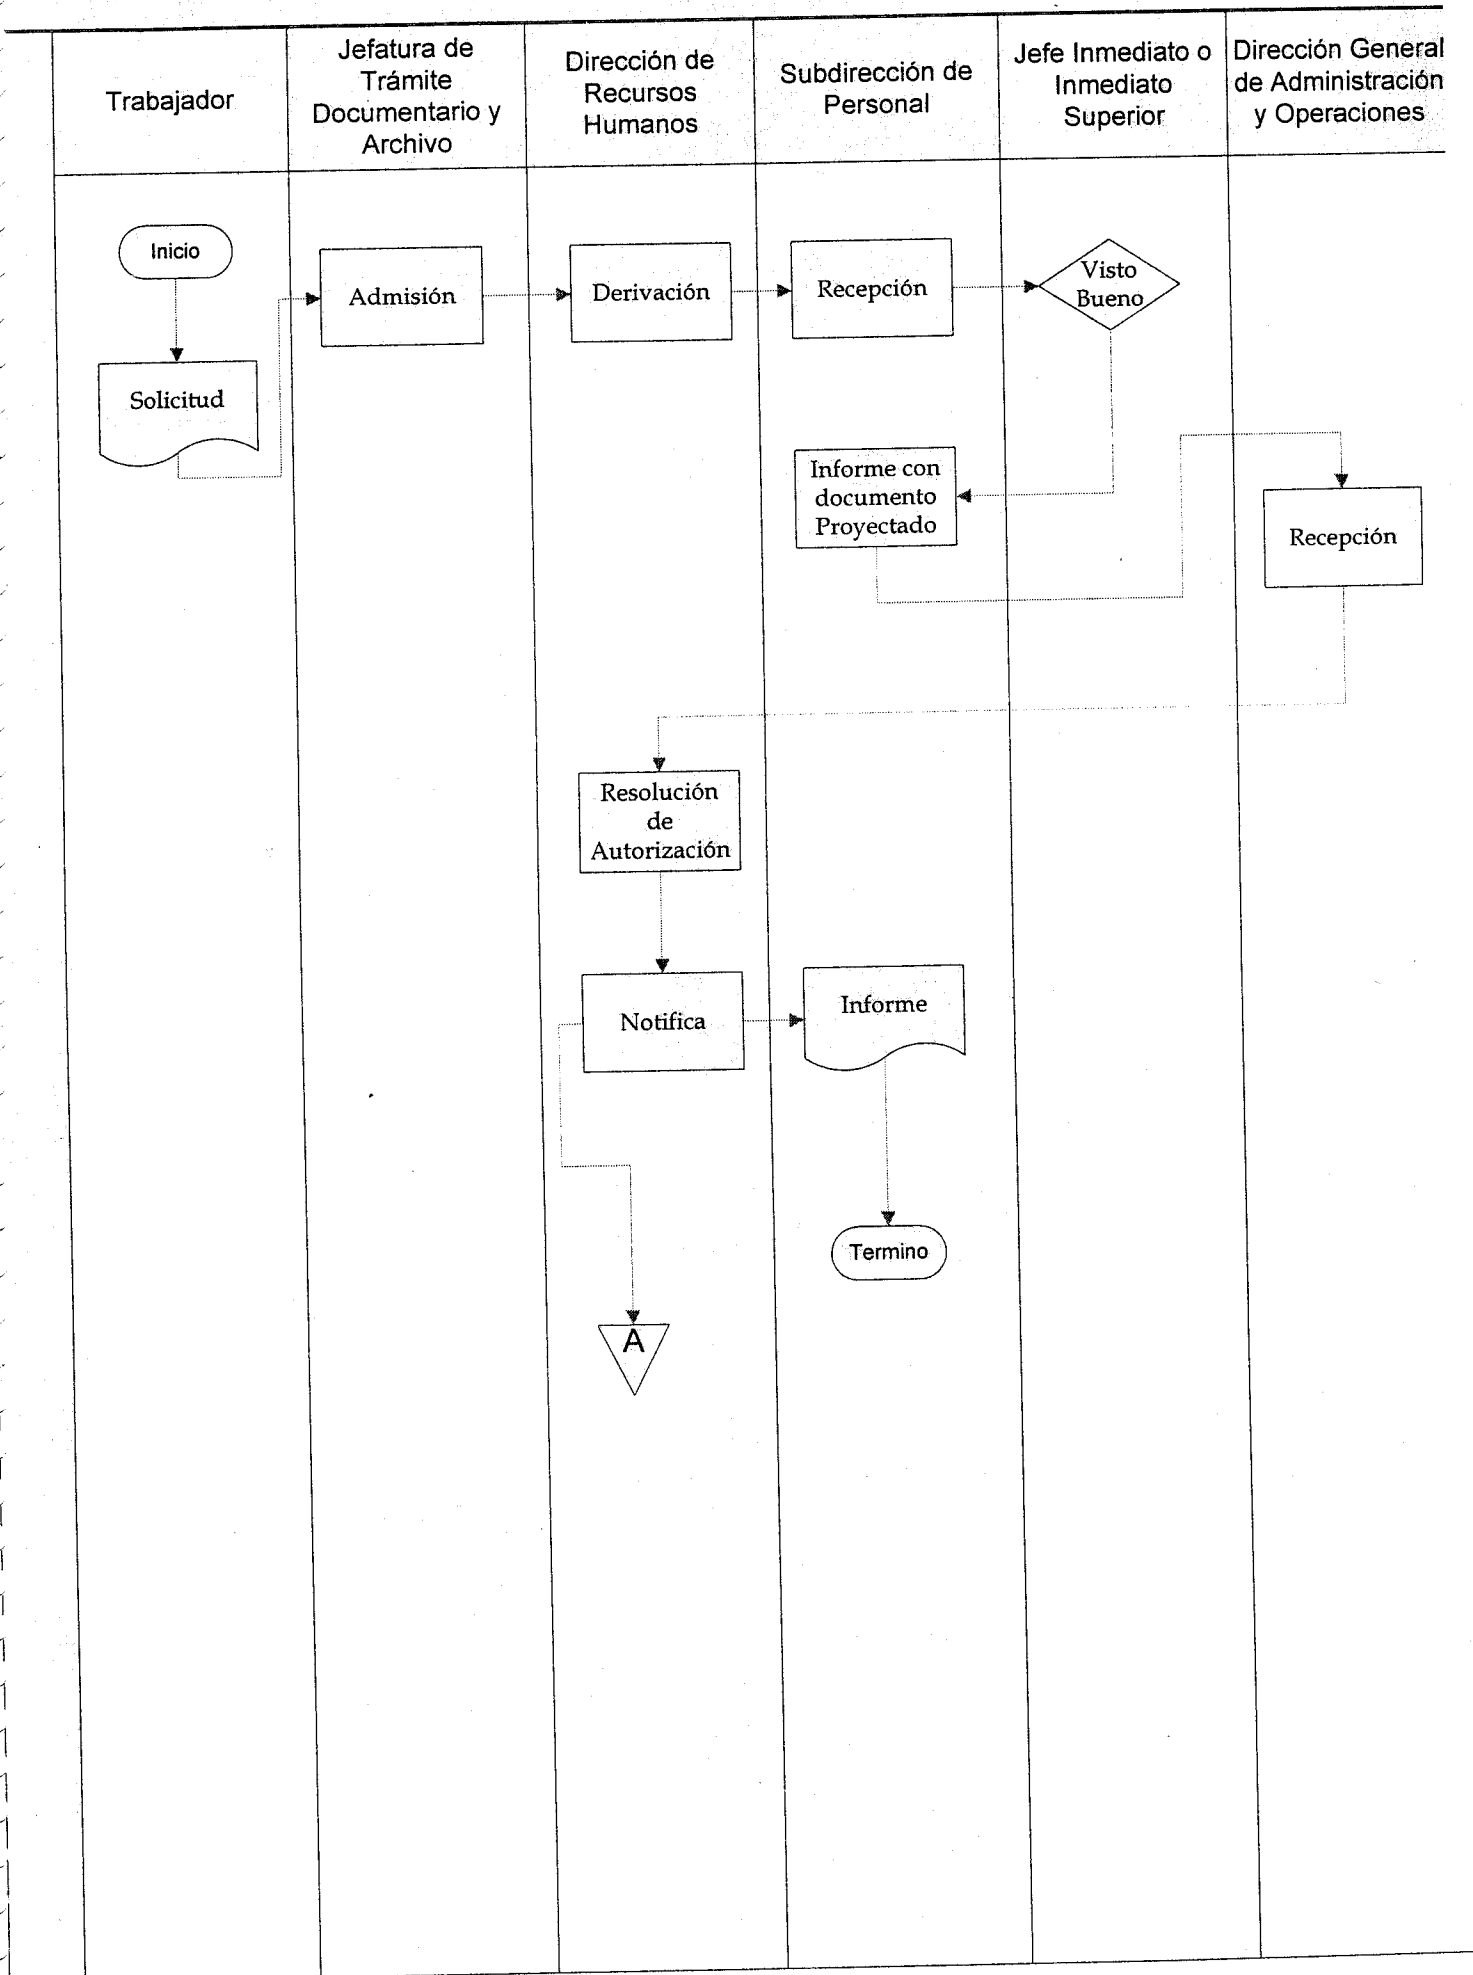 Trabajador
Jefatura de
Trámite
Documentario y
Archivo
Dirección de
Recursos
Humanos
Subdirección de
Personal
Jefe Inmediato o
Inmediato
Superior
Dirección General
de Administración
y Operaciones
Inicio
Solicitud
Admisión
Derivación
Recepción
Visto
Bueno
Informe con
documento
Proyectado
Recepción
Resolución
de
Autorización
Notifica
Informe
Termino
A